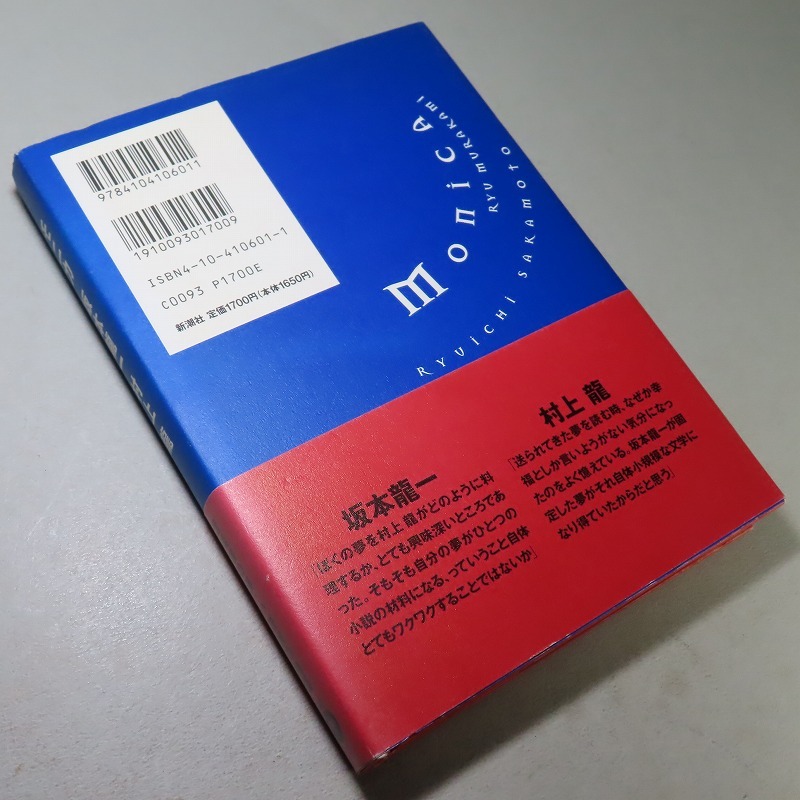 9784104106011
1910093017009
ISBN4-10-410601-1
C0093 P1700E
新潮社 定価1700円(本体1650円)
Monica
RYU MURAKAMi
RYUiCHi SAKAMOTO
坂本龍一
「ぼくの夢を村上 龍がどのように料
理するか、とても興味深いところであ
った。そもそも自分の夢がひとつの
小説の材料になる、っていうこと自体
とてもワクワクすることではないか」
村上 龍
「送られてきた夢を読む時、なぜか幸
福としか言いようがない気分になっ
たのをよく憶えている。坂本龍一が固
定した夢がそれ自体小規模な文学に
なり得ていたからだと思う」